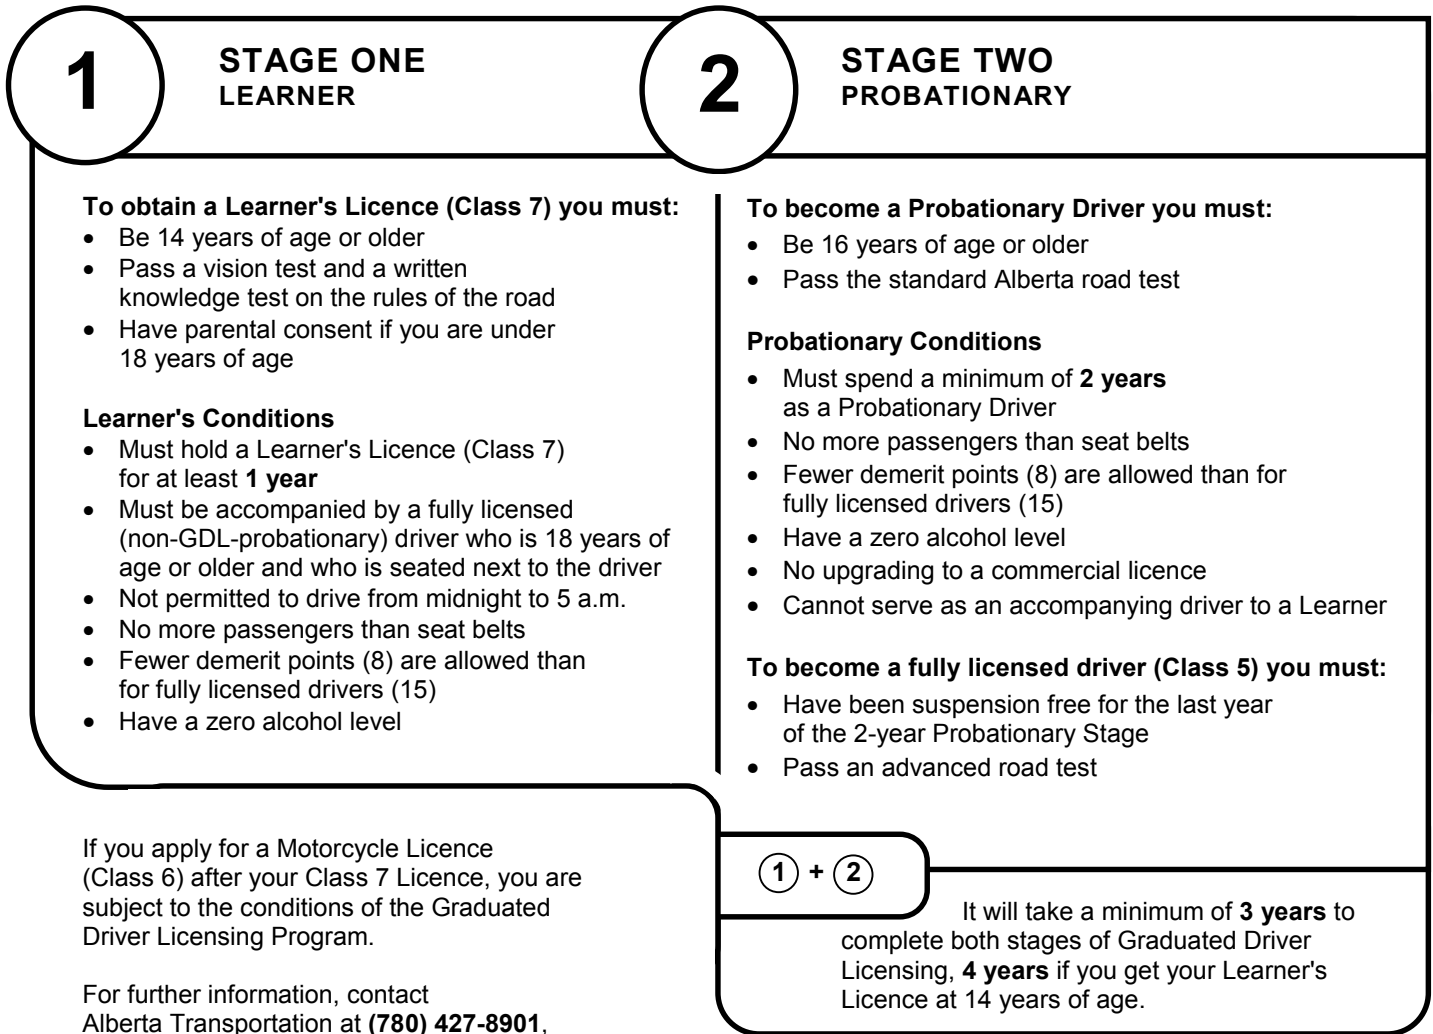 1
STAGE ONE
LEARNER
To obtain a Learner's Licence (Class 7) you must:
• Be 14 years of age or older
• Pass a vision test and a written
knowledge test on the rules of the road
• Have parental consent if you are under
18 years of age
Learner's Conditions
• Must hold a Learner's Licence (Class 7)
for at least 1 year
• Must be accompanied by a fully licensed
(non-GDL-probationary) driver who is 18 years of
age or older and who is seated next to the driver
• Not permitted to drive from midnight to 5 a.m.
• No more passengers than seat belts
• Fewer demerit points (8) are allowed than
for fully licensed drivers (15)
• Have a zero alcohol level
If you apply for a Motorcycle Licence
(Class 6) after your Class 7 Licence, you are
subject to the conditions of the Graduated
Driver Licensing Program.
For further information, contact
Alberta Transportation at (780) 427-8901,
2
STAGE TWO
PROBATIONARY
To become a Probationary Driver you must:
• Be 16 years of age or older
• Pass the standard Alberta road test
Probationary Conditions
• Must spend a minimum of 2 years
as a Probationary Driver
• No more passengers than seat belts
• Fewer demerit points (8) are allowed than for
fully licensed drivers (15)
• Have a zero alcohol level
• No upgrading to a commercial licence
• Cannot serve as an accompanying driver to a Learner
To become a fully licensed driver (Class 5) you must:
• Have been suspension free for the last year
of the 2-year Probationary Stage
• Pass an advanced road test
1 + 2
It will take a minimum of 3 years to
complete both stages of Graduated Driver
Licensing, 4 years if you get your Learner's
Licence at 14 years of age.